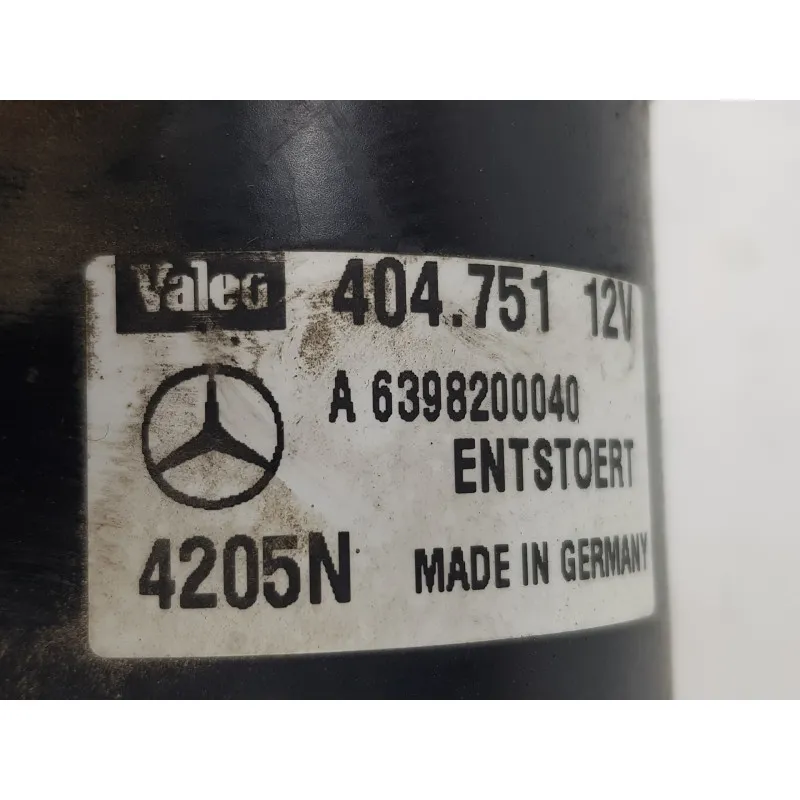 Valeo 404.751 12V
A 6398200040
ENTSTOERT
4205N MADE IN GERMANY